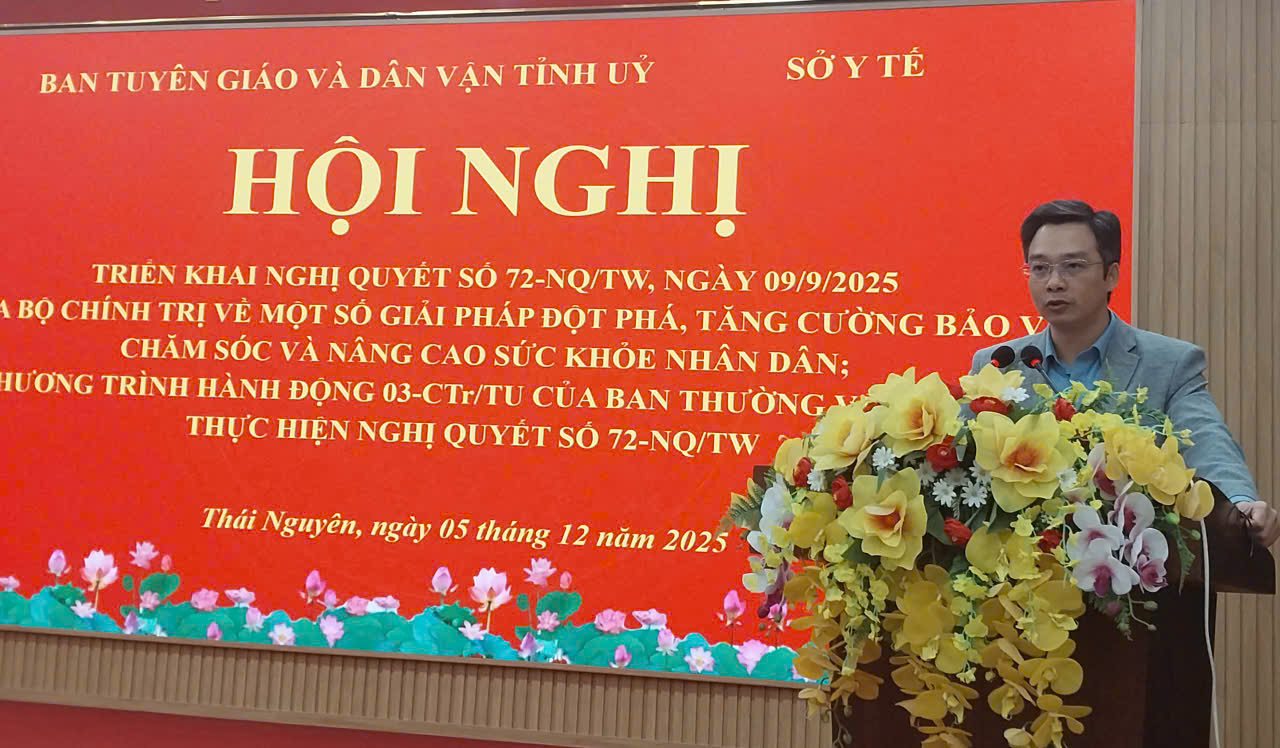 BAN TUYÊN GIÁO VÀ DÂN VẬN TỈNH UỶ SỞ Y TẾ
HỘI NGHỊ
TRIỂN KHAI NGHỊ QUYẾT SỐ 72-NQ/TW, NGÀY 09/9/2025
A BỘ CHÍNH TRỊ VỀ MỘT SỐ GIẢI PHÁP ĐỘT PHÁ, TĂNG CƯỜNG BẢO V
CHĂM SÓC VÀ NÂNG CAO SỨC KHỎE NHÂN DÂN;
HƯƠNG TRÌNH HÀNH ĐỘNG 03-CTr/TU CỦA BAN THƯỜNG V
THỰC HIỆN NGHỊ QUYẾT SỐ 72-NQ/TW
Thái Nguyên, ngày 05 tháng 12 năm 2025